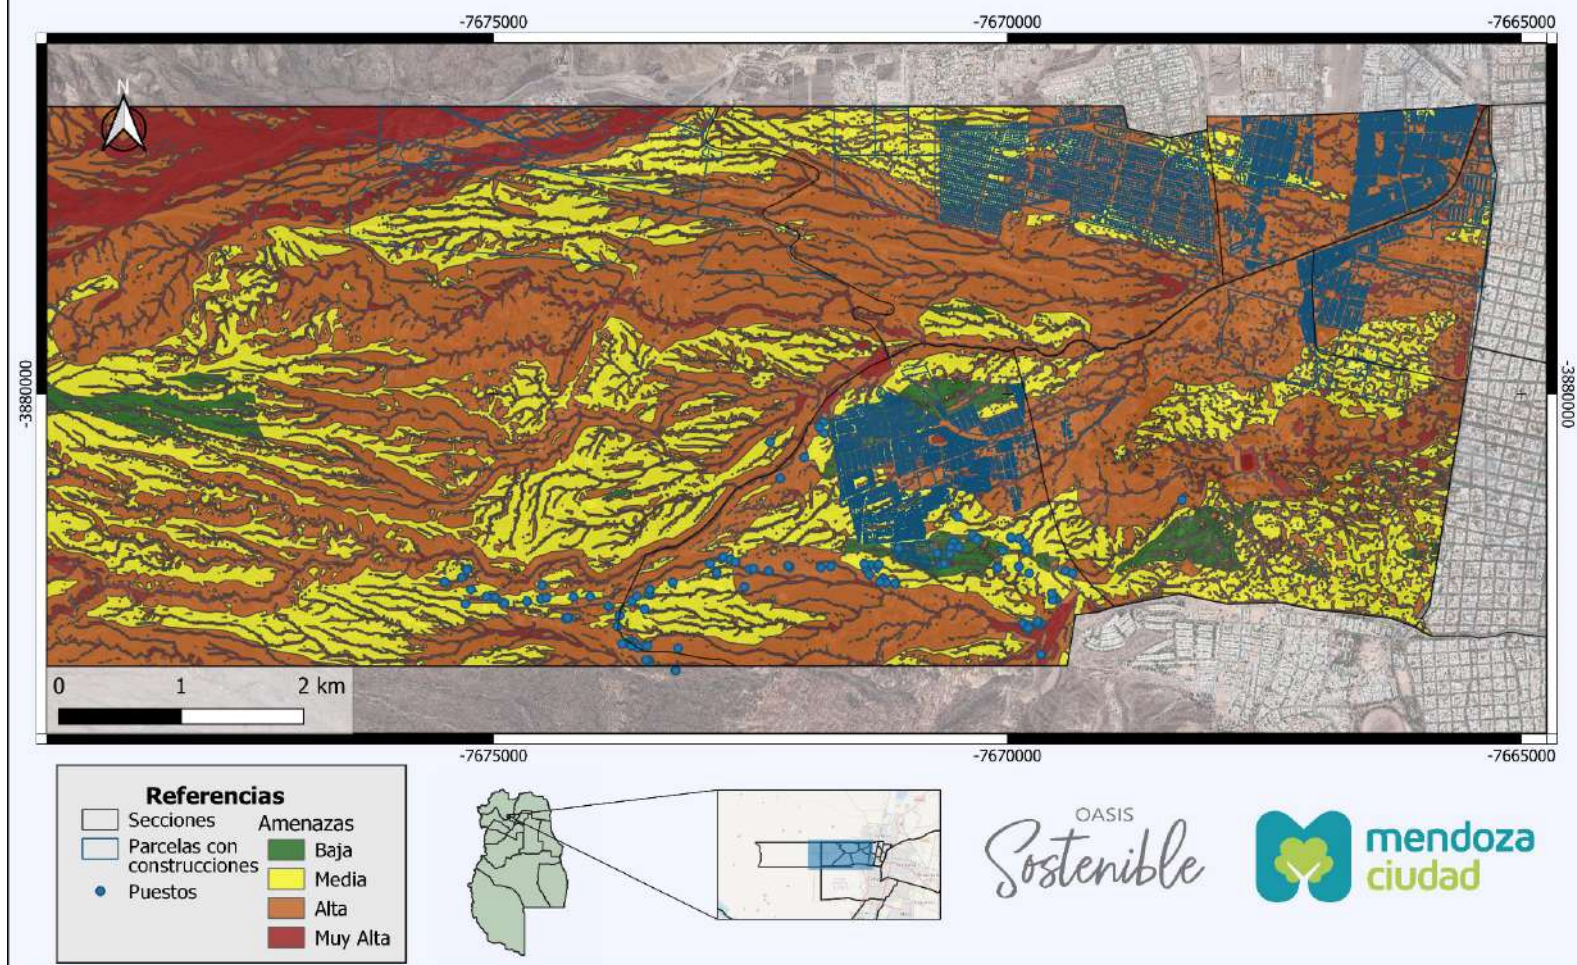 -7675000
-7670000
-7665000
N
-3880000
-3880000
0 1 2 km
-7675000
-7670000
-7665000
Referencias
Secciones
Parcelas con
construcciones
Puestos
Amenazas
Baja
Media
Alta
Muy Alta
OASIS
Sostenible
mendoza
ciudad